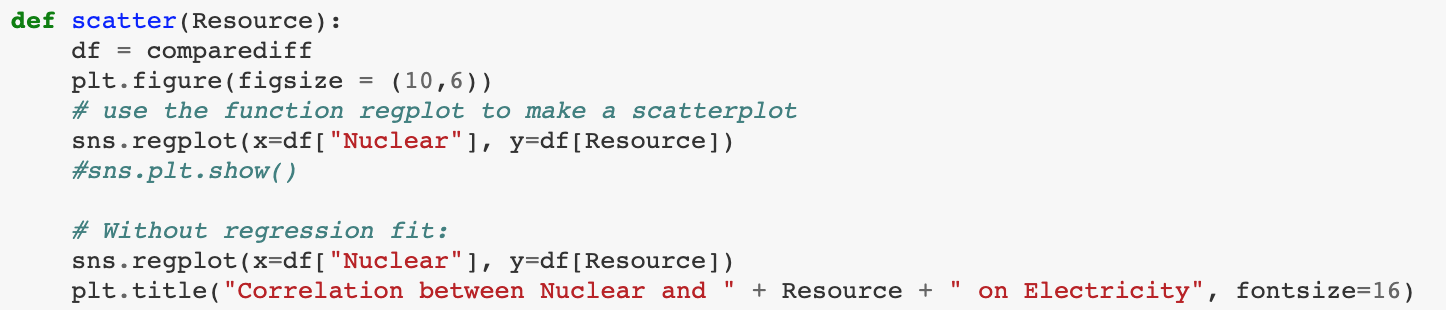 def scatter(Resource):
    df = comparediff
    plt.figure(figsize = (10,6))
    # use the function regplot to make a scatterplot
    sns.regplot(x=df["Nuclear"], y=df[Resource])
    #sns.plt.show()

    # Without regression fit:
    sns.regplot(x=df["Nuclear"], y=df[Resource])
    plt.title("Correlation between Nuclear and " + Resource + " on Electricity", fontsize=16)